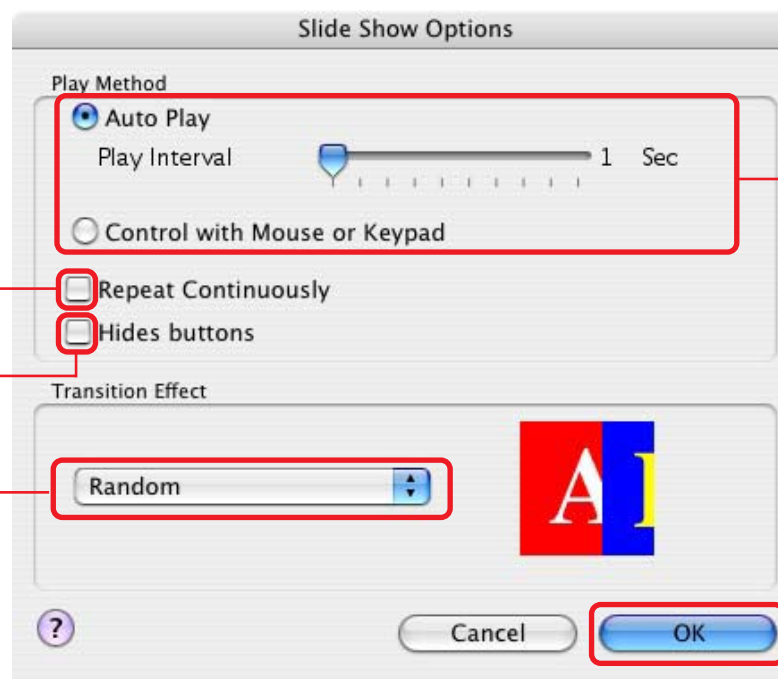 Slide Show Options
Play Method
Auto Play
Play Interval 1 Sec
Control with Mouse or Keypad
Repeat Continuously
Hides buttons
Transition Effect
Random
A
?
Cancel OK